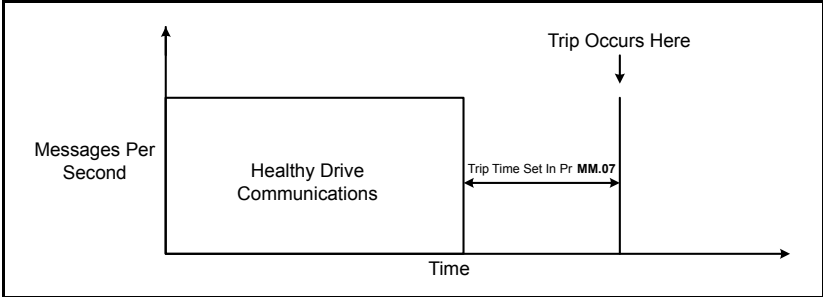 Trip Occurs Here
Messages Per
Second
Healthy Drive
Communications
Trip Time Set In Pr MM.07
Time